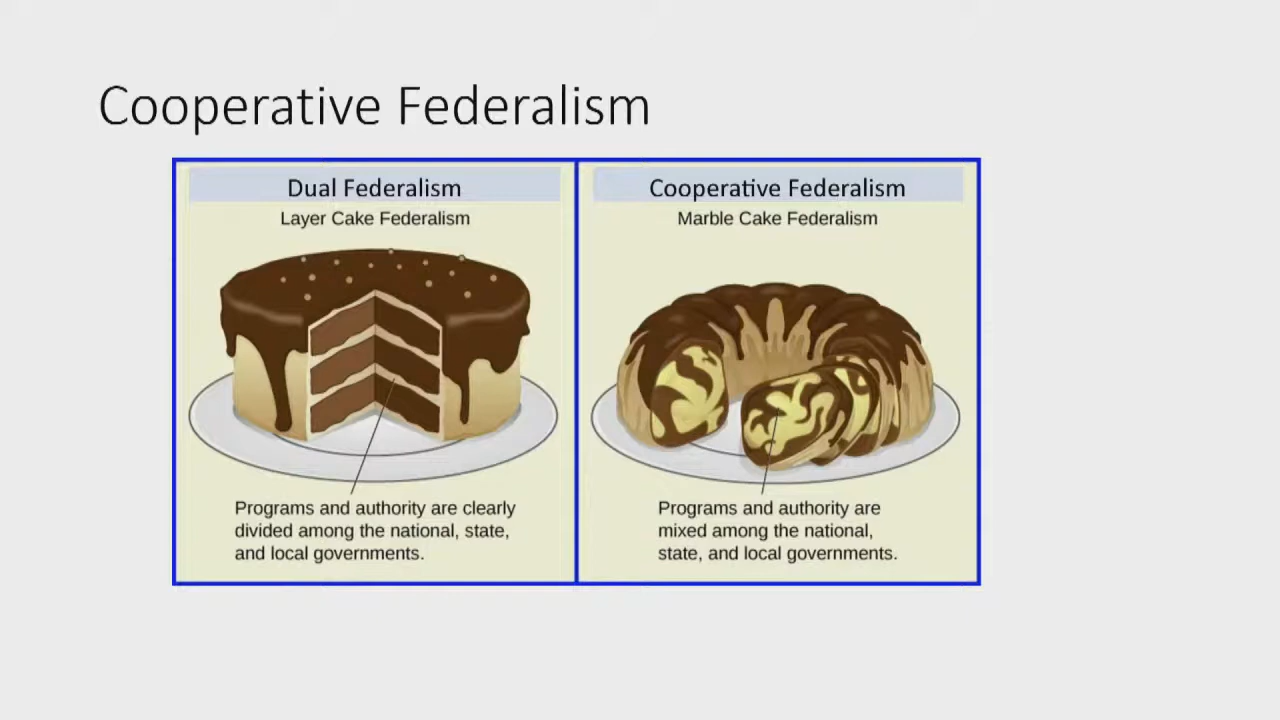 Cooperative Federalism
Dual Federalism
Layer Cake Federalism
Programs and authority are clearly
divided among the national, state,
and local governments.
Cooperative Federalism
Marble Cake Federalism
Programs and authority are
mixed among the national,
state, and local governments.